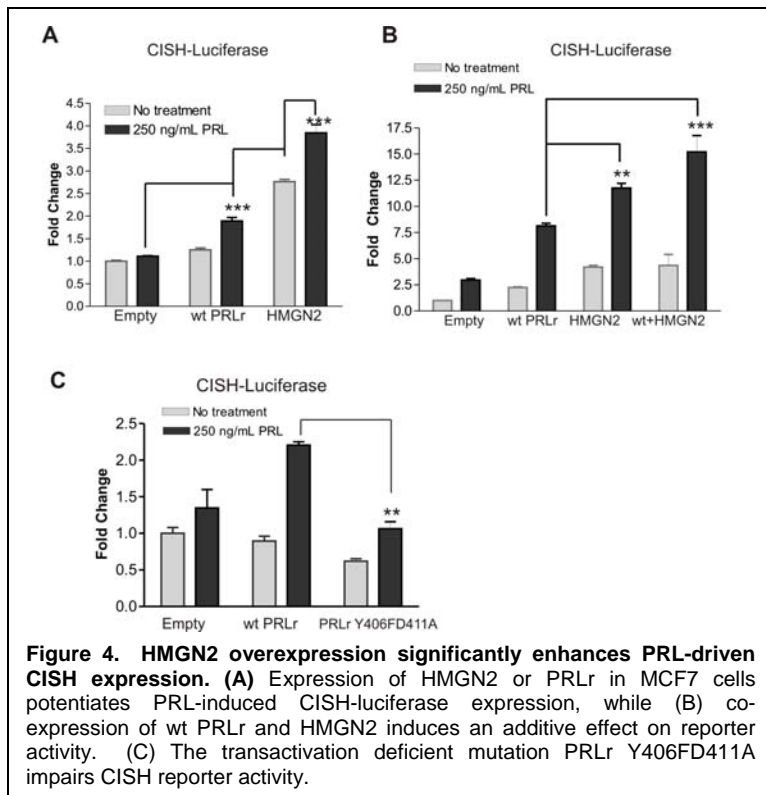 A
CISH-Luciferase
No treatment
250 ng/mL PRL
Fold Change
4.5
4.0
3.5
3.0
2.5
2.0
1.5
1.0
0.5
0.0
***
***
Empty
wt PRLr
HMGN2
B
CISH-Luciferase
No treatment
250 ng/mL PRL
Fold Change
17.5
15.0
12.5
10.0
7.5
5.0
2.5
0.0
**
***
Empty
wt PRLr
HMGN2
wt+HMGN2
C
CISH-Luciferase
No treatment
250 ng/mL PRL
Fold Change
2.5
2.0
1.5
1.0
0.5
0.0
**
Empty
wt PRLr
PRLr Y406FD411A
Figure 4. HMGN2 overexpression significantly enhances PRL-driven
CISH expression. (A) Expression of HMGN2 or PRLr in MCF7 cells
potentiates PRL-induced CISH-luciferase expression, while (B) co-
expression of wt PRLr and HMGN2 induces an additive effect on reporter
activity. (C) The transactivation deficient mutation PRLr Y406FD411A
impairs CISH reporter activity.